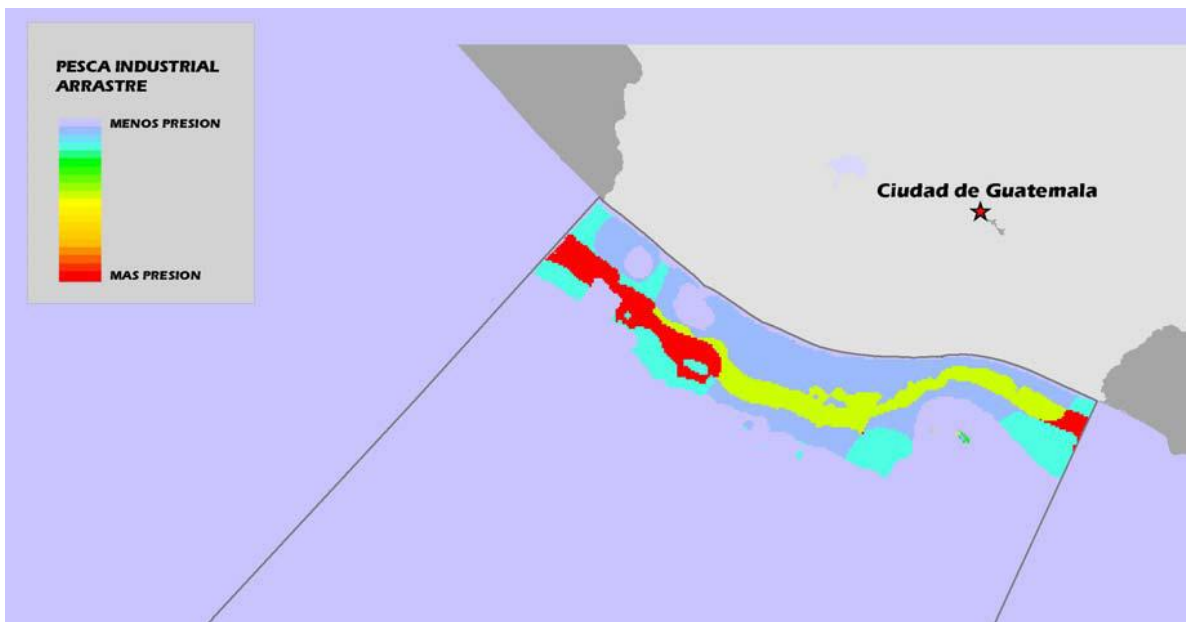 PESCA INDUSTRIAL
ARRASTRE
MENOS PRESION
MAS PRESION
Ciudad de Guatemala